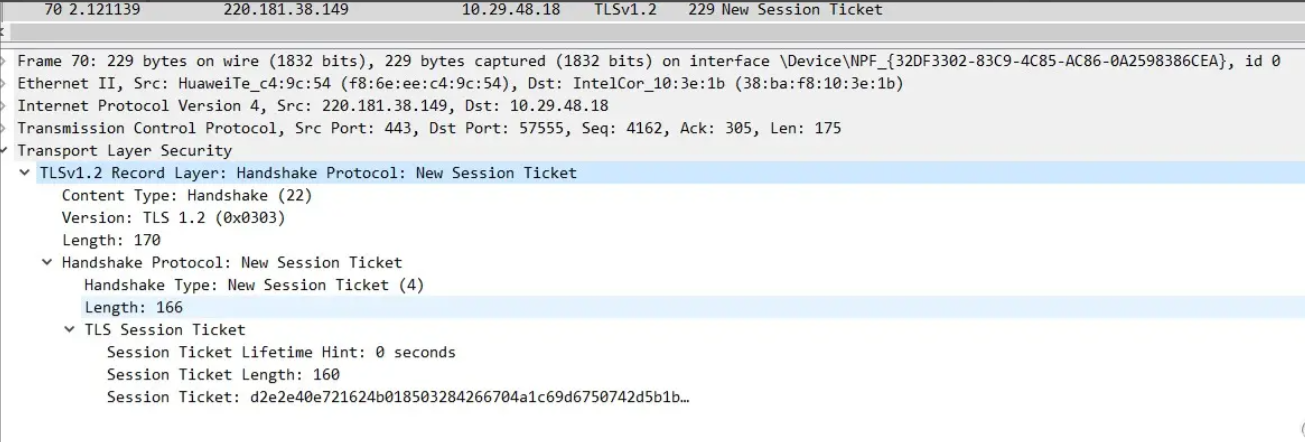 70 2.121139 220.181.38.149 10.29.48.18 TLSv1.2 229 New Session Ticket
Frame 70: 229 bytes on wire (1832 bits), 229 bytes captured (1832 bits) on interface \Device\NPF_{32DF3302-83C9-4C85-AC86-0A2598386CEA}, id 0
Ethernet II, Src: HuaweiTe_c4:9c:54 (f8:6e:ee:c4:9c:54), Dst: IntelCor_10:3e:1b (38:ba:f8:10:3e:1b)
Internet Protocol Version 4, Src: 220.181.38.149, Dst: 10.29.48.18
Transmission Control Protocol, Src Port: 443, Dst Port: 57555, Seq: 4162, Ack: 305, Len: 175
Transport Layer Security
TLSv1.2 Record Layer: Handshake Protocol: New Session Ticket
Content Type: Handshake (22)
Version: TLS 1.2 (0x0303)
Length: 170
Handshake Protocol: New Session Ticket
Handshake Type: New Session Ticket (4)
Length: 166
TLS Session Ticket
Session Ticket Lifetime Hint: 0 seconds
Session Ticket Length: 160
Session Ticket: d2e2e40e721624b018503284266704a1c69d6750742d5b1b…